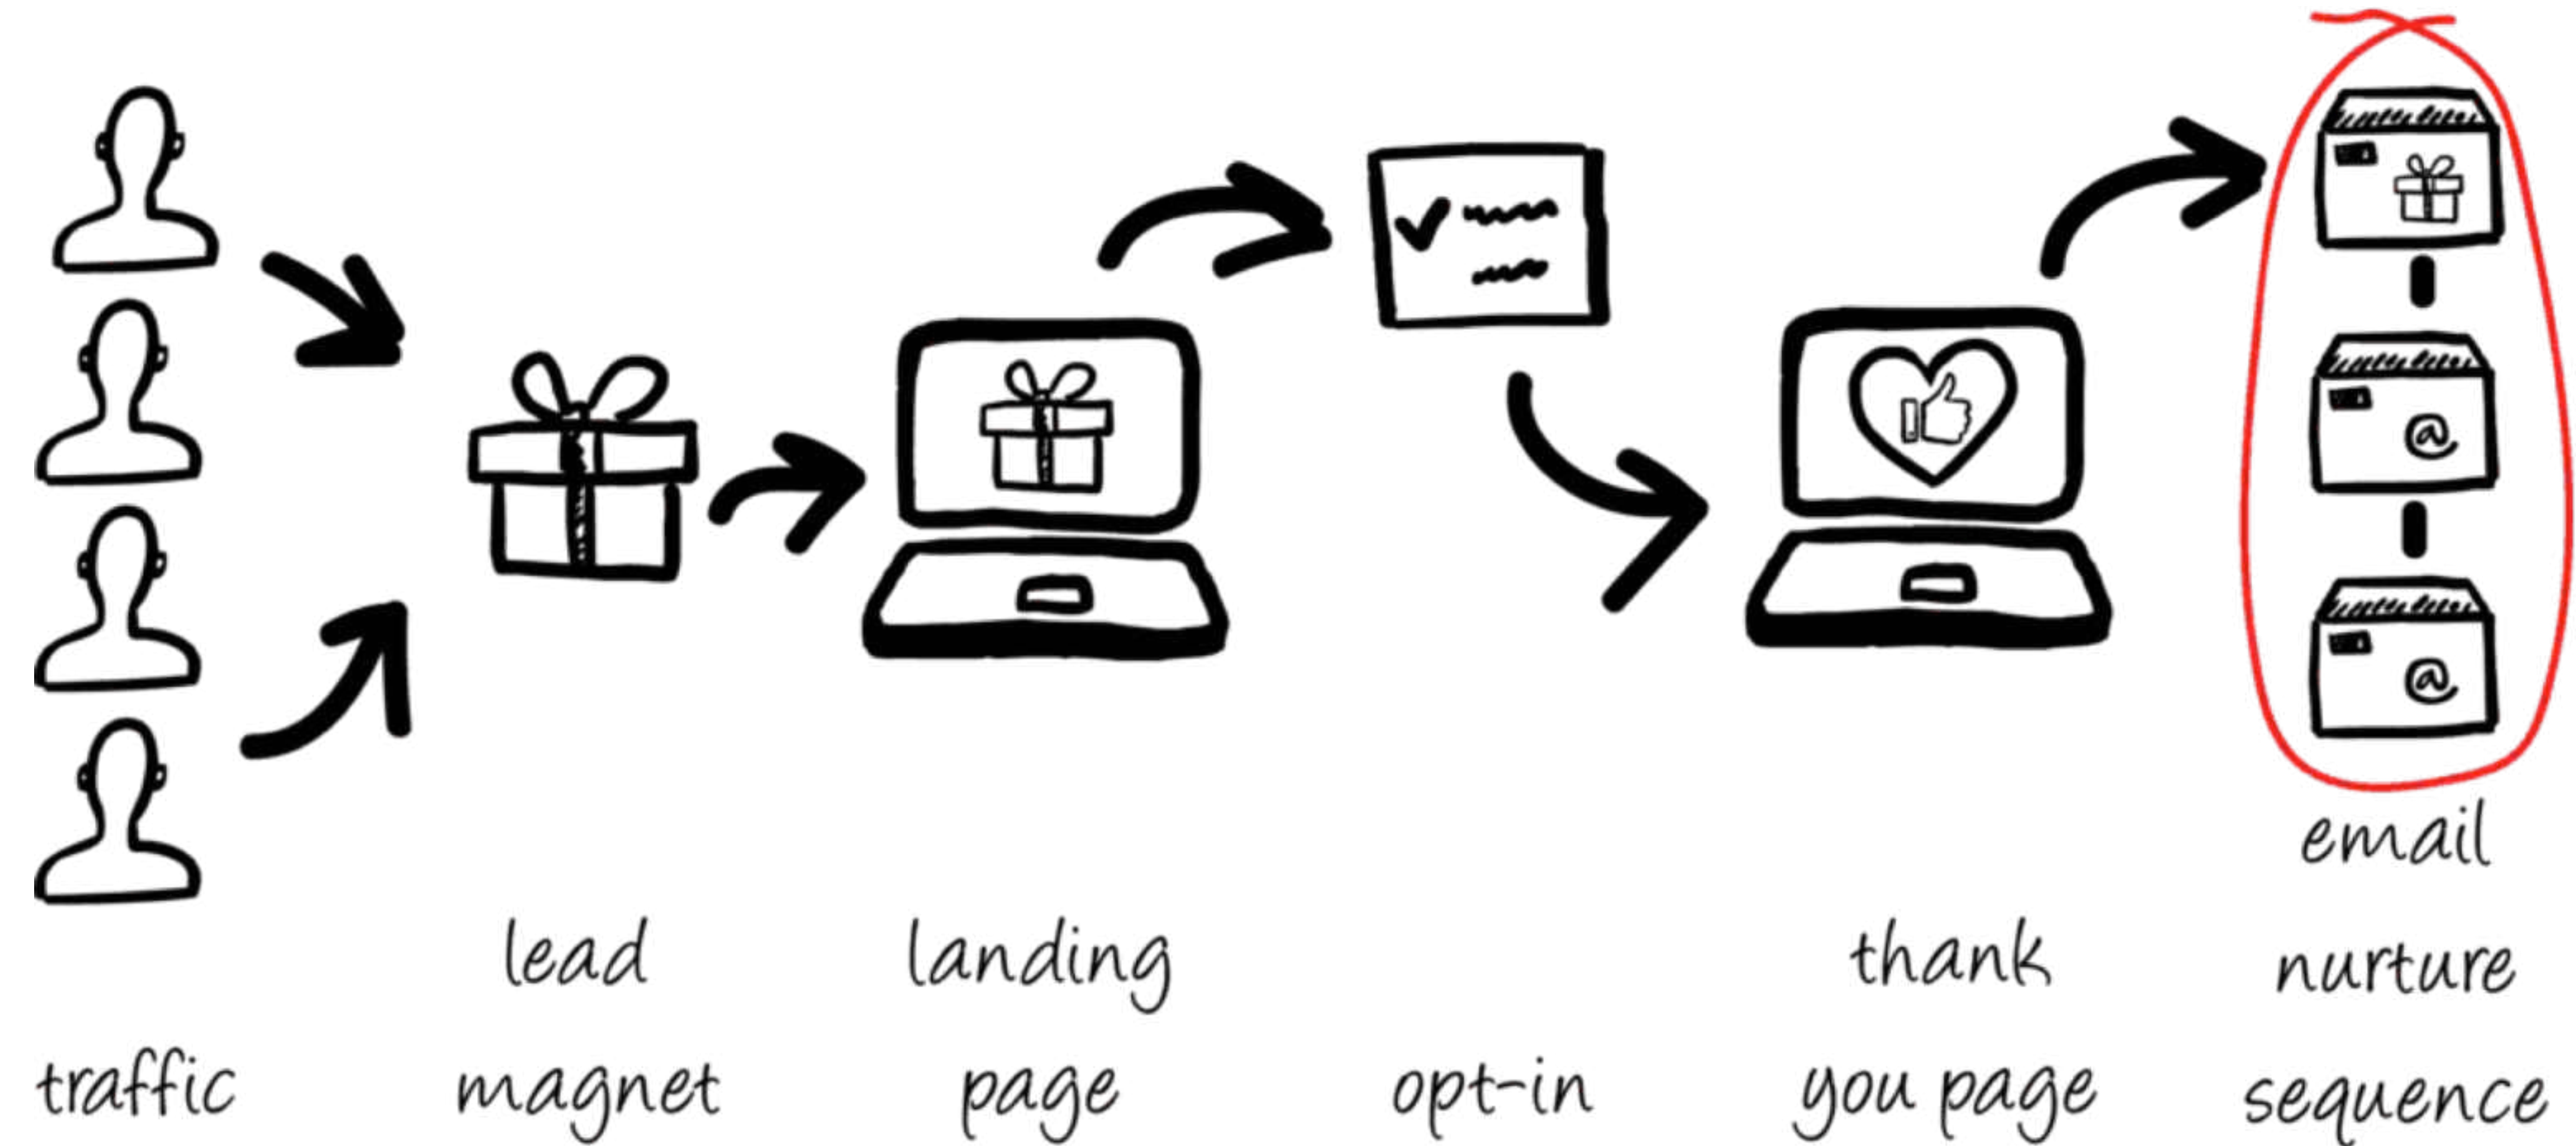 traffic
lead
magnet
landing
page
opt-in
thank
you page
email
nurture
sequence
@
@